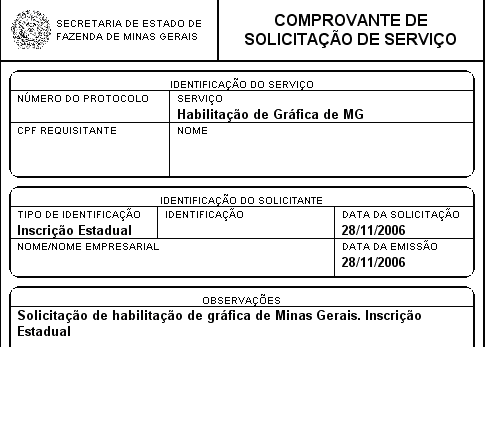 SECRETARIA DE ESTADO DE
FAZENDA DE MINAS GERAIS
COMPROVANTE DE
SOLICITAÇÃO DE SERVIÇO
IDENTIFICAÇÃO DO SERVIÇO
NÚMERO DO PROTOCOLO
SERVIÇO
Habilitação de Gráfica de MG
CPF REQUISITANTE
NOME
IDENTIFICAÇÃO DO SOLICITANTE
TIPO DE IDENTIFICAÇÃO
Inscrição Estadual
IDENTIFICAÇÃO
DATA DA SOLICITAÇÃO
28/11/2006
NOME/NOME EMPRESARIAL
DATA DA EMISSÃO
28/11/2006
OBSERVAÇÕES
Solicitação de habilitação de gráfica de Minas Gerais. Inscrição
Estadual